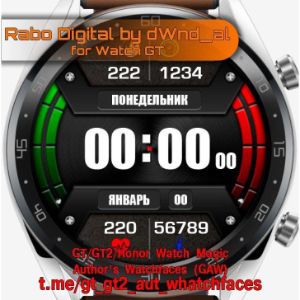 Rabo Digital by dWnd_al
for Watch GT
222 1234
ПОНЕДЕЛЬНИК
00:00 00
ЯНВАРЬ 00
220 56789
GT/GT2/Honor Watch Magic
Author's Watchfaces (GAW)
t.me/gt_gt2_aut_whatchfaces